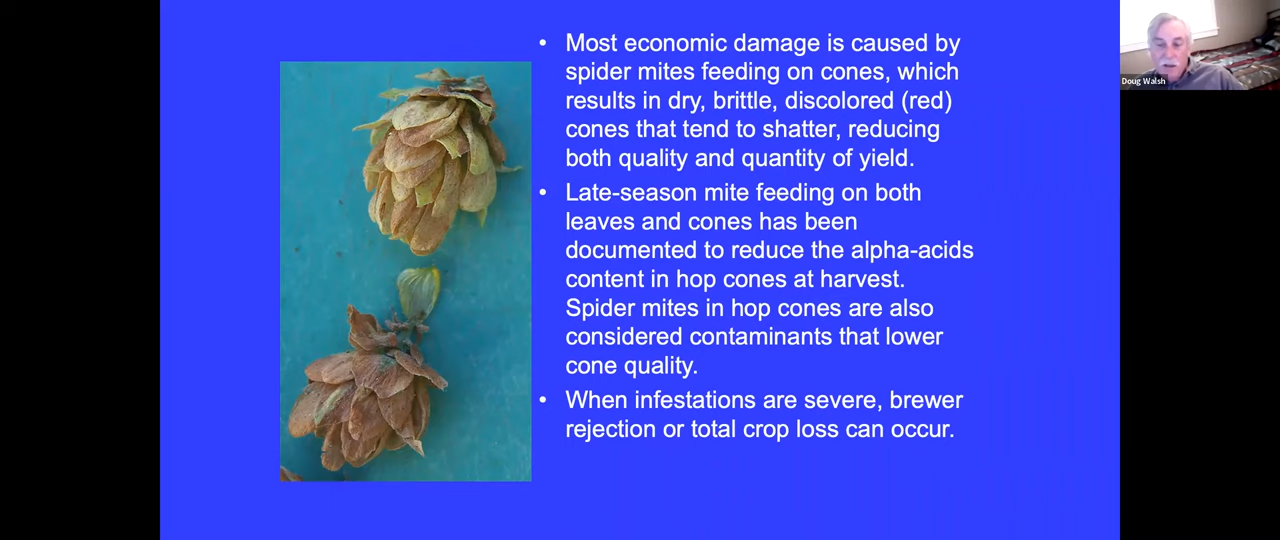 • Most economic damage is caused by
spider mites feeding on cones, which
results in dry, brittle, discolored (red)
cones that tend to shatter, reducing
both quality and quantity of yield.
• Late-season mite feeding on both
leaves and cones has been
documented to reduce the alpha-acids
content in hop cones at harvest.
Spider mites in hop cones are also
considered contaminants that lower
cone quality.
• When infestations are severe, brewer
rejection or total crop loss can occur.
Doug Walsh